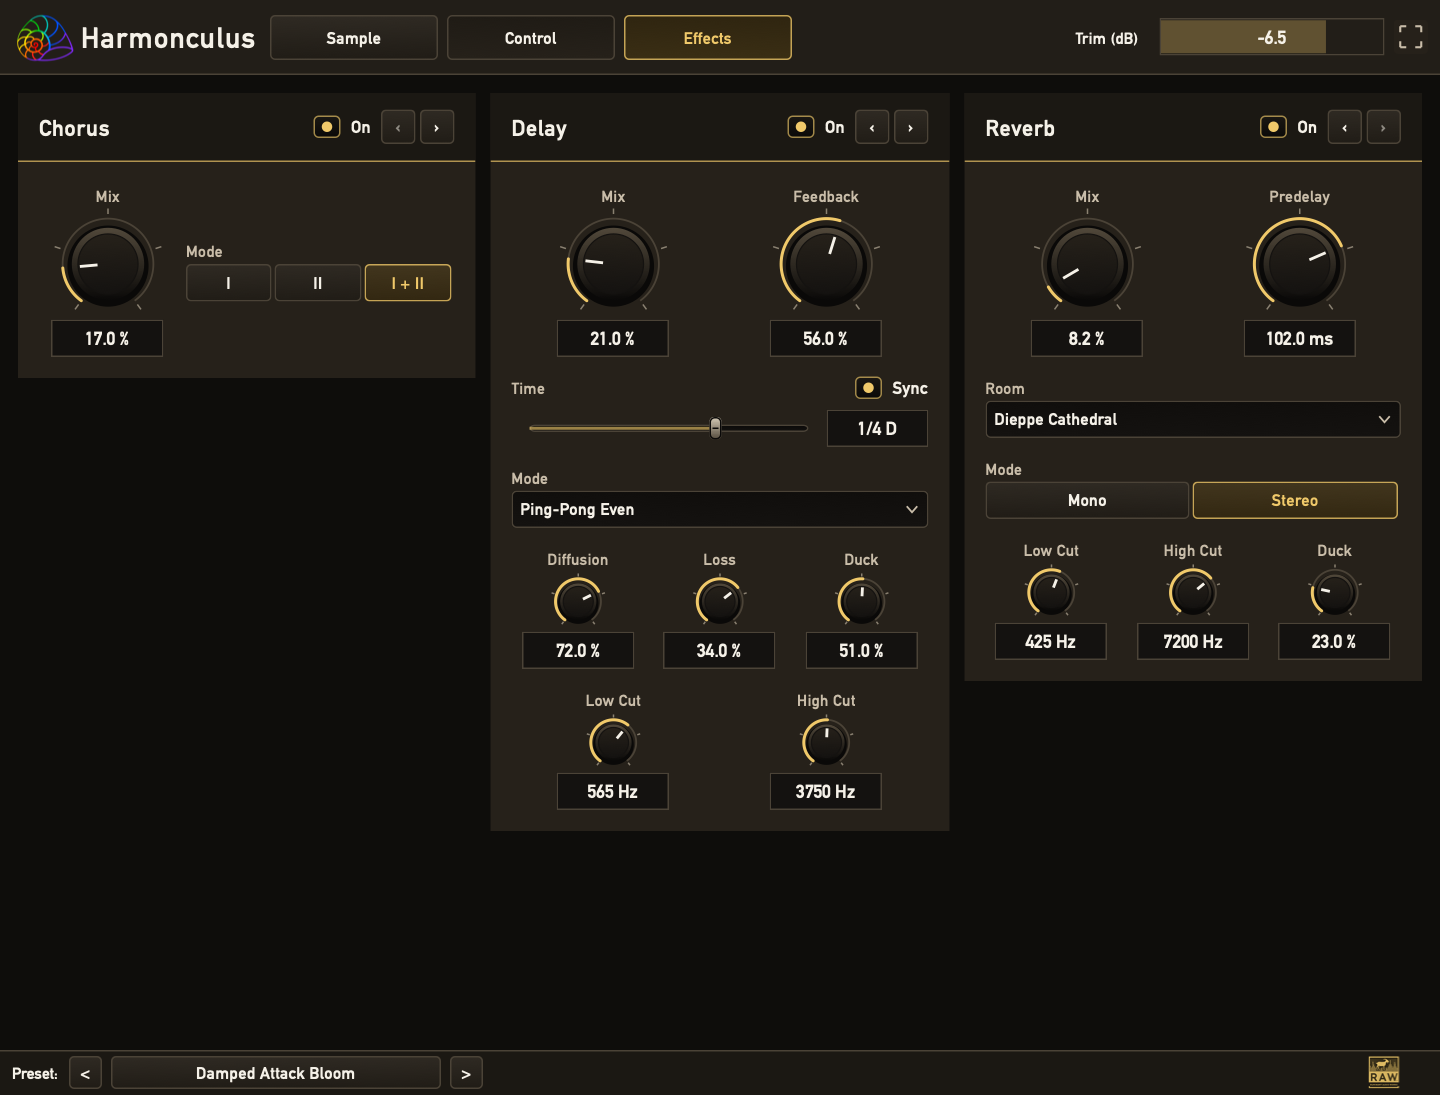 Harmonculus
Sample
Control
Effects
Trim (dB)
-6.5
Chorus
On
‹
›
Mix
17.0 %
Mode
I
II
I + II
Delay
On
‹
›
Mix
21.0 %
Feedback
56.0 %
Time
Sync
1/4 D
Mode
Ping-Pong Even
Diffusion
72.0 %
Loss
34.0 %
Duck
51.0 %
Low Cut
565 Hz
High Cut
3750 Hz
Reverb
On
‹
›
Mix
8.2 %
Predelay
102.0 ms
Room
Dieppe Cathedral
Mode
Mono
Stereo
Low Cut
425 Hz
High Cut
7200 Hz
Duck
23.0 %
Preset:
<
Damped Attack Bloom
>
RAW